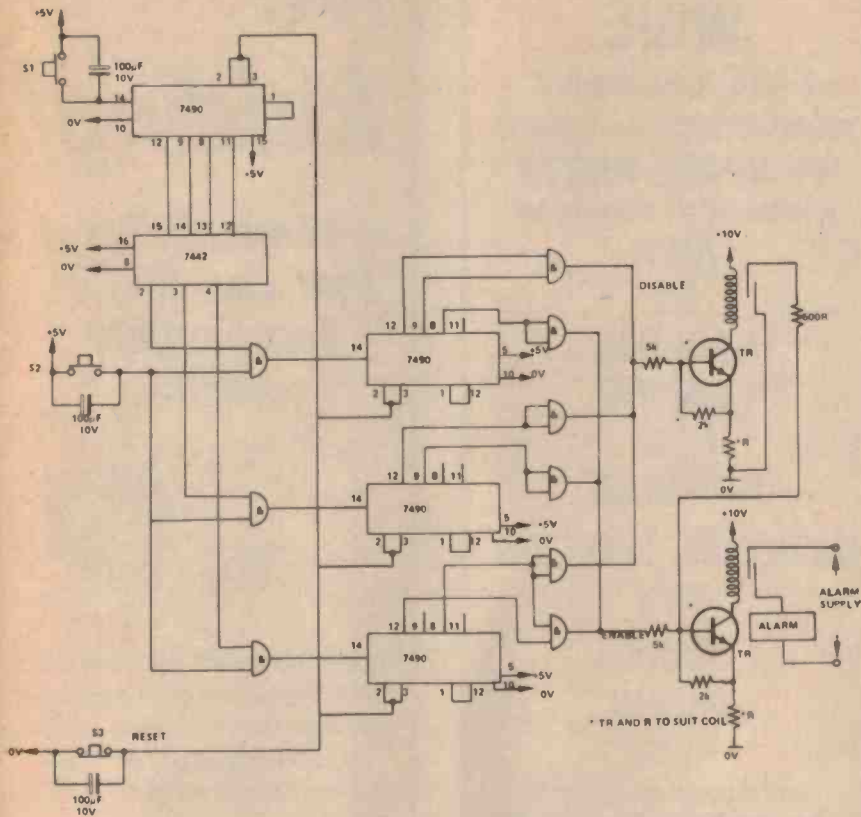 +5V
S1
100µF
10V
2 3
14
7490
1
0V
10
12 9 8 11 15
+5V
15 14 13 12
+5V
16
7442
0V
8
2 3 4
+5V
S2
100µF
10V
&
14
12 9 8 11
7490
5
+5V
10
0V
2 3
1 12
&
&
DISABLE
+10V
600R
5k
TR
2k
*R
0V
&
14
12 9 8 11
7490
5
+5V
10
0V
2 3
1 12
&
&
+10V
ALARM
SUPPLY
ALARM
TR
&
14
12 9 8 11
7490
5
+5V
10
0V
2 3
1 12
&
&
ENABLE
5k
2k
* TR AND R TO SUIT COIL
*R
0V
S3
RESET
0V
100µF
10V